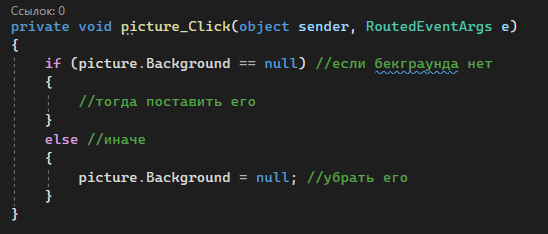 Ссылок: 0
private void picture_Click(object sender, RoutedEventArgs e)
{
if (picture.Background == null) //если бекграунда нет
{
//тогда поставить его
}
else //иначе
{
picture.Background = null; //убрать его
}
}